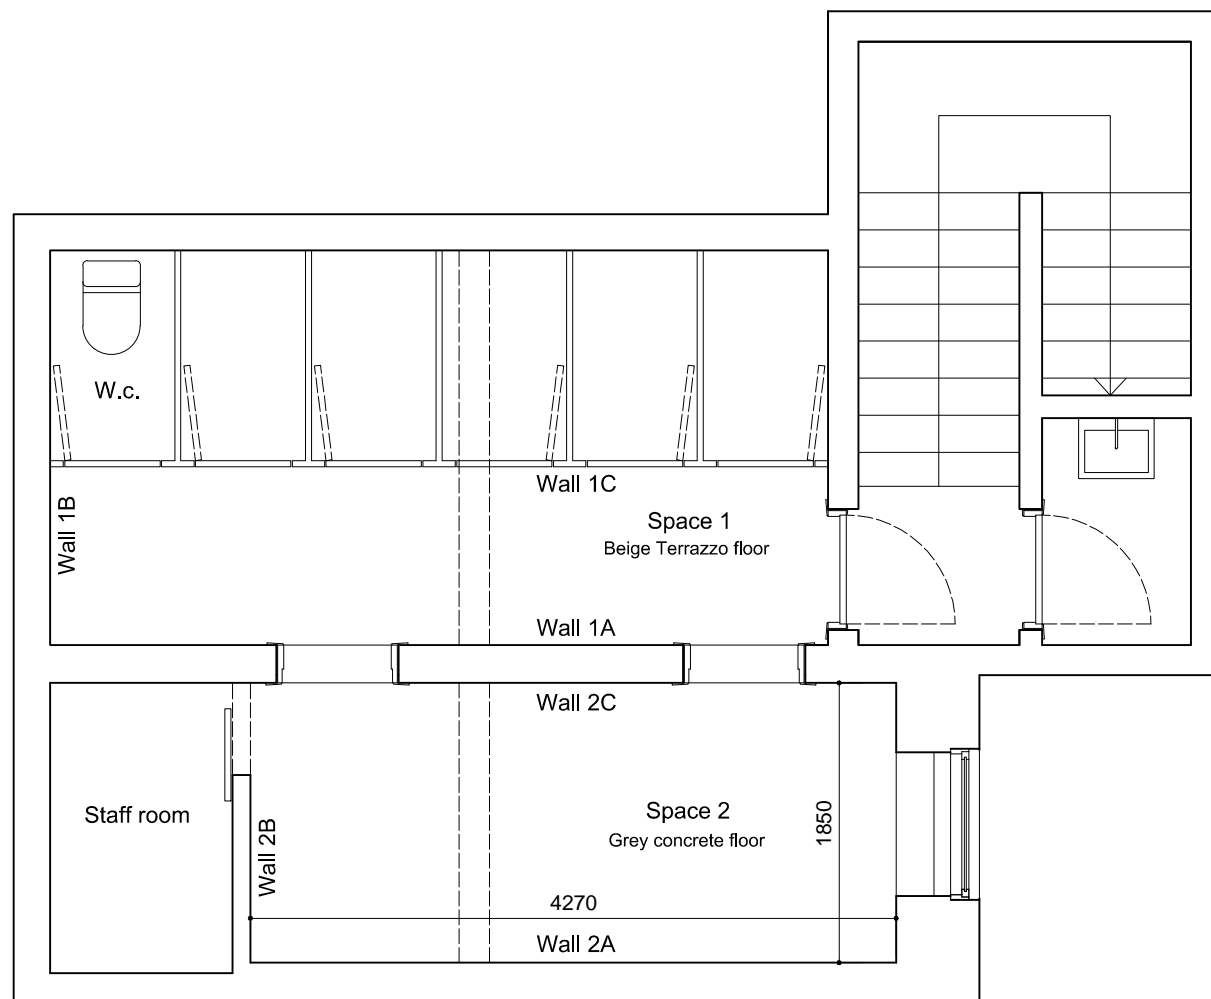 W.c.
Wall 1C
Wall 1B
Space 1
Beige Terrazzo floor
Wall 1A
Wall 2C
Staff room
Wall 2B
Space 2
Grey concrete floor
1850
4270
Wall 2A